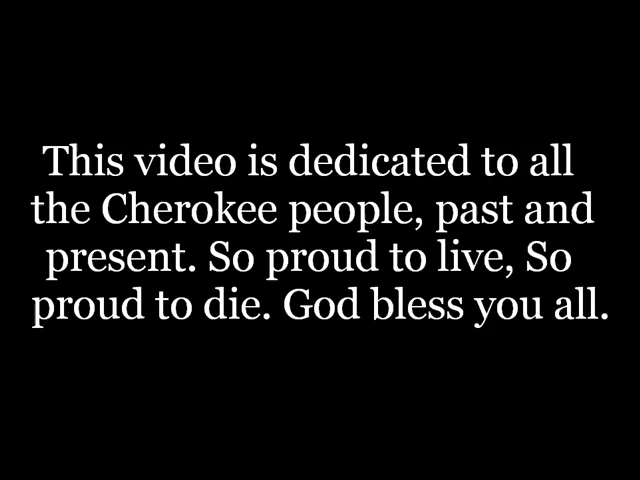 This video is dedicated to all
the Cherokee people, past and
present. So proud to live, So
proud to die. God bless you all.